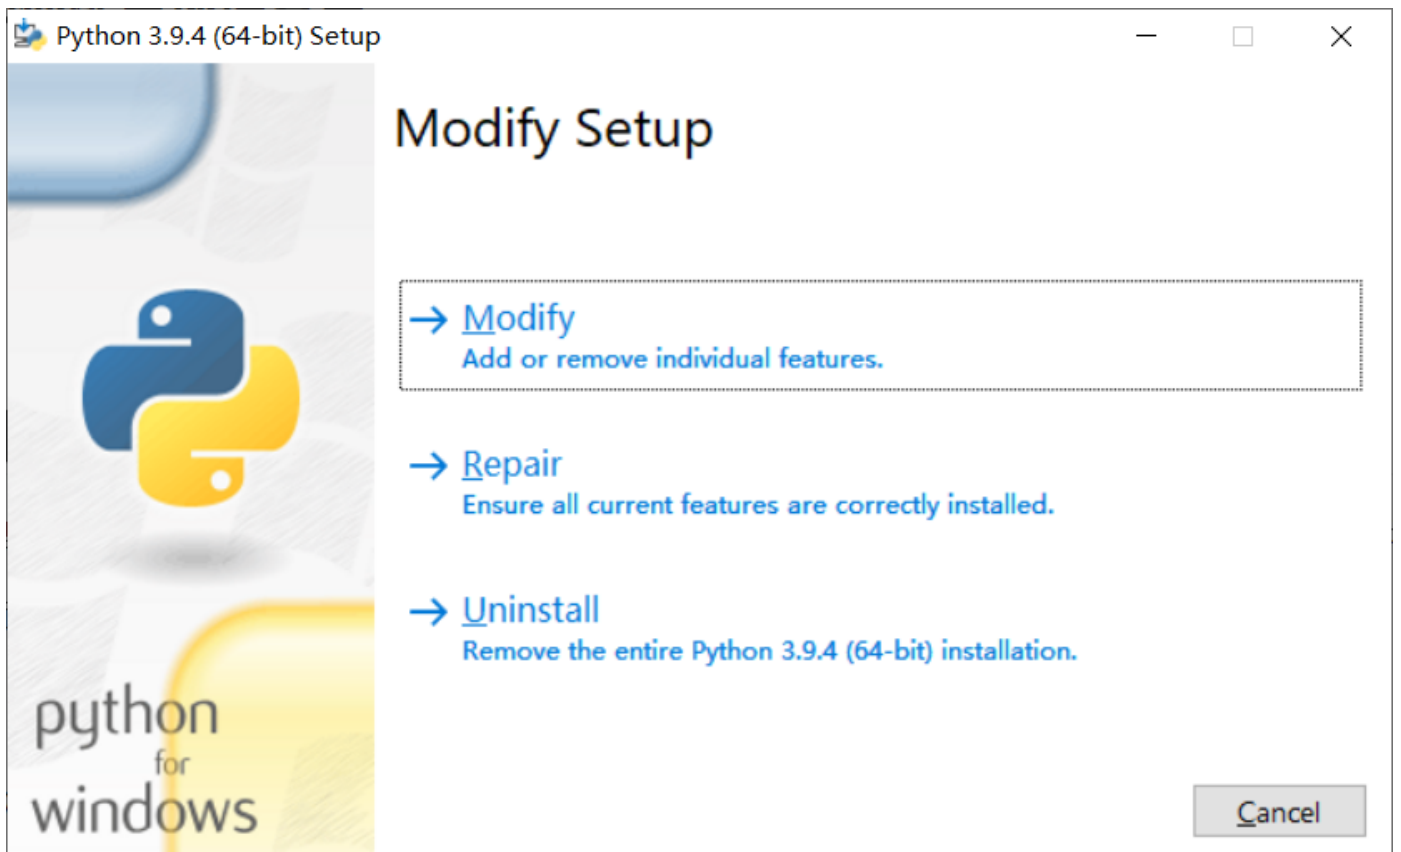 Python 3.9.4 (64-bit) Setup
Modify Setup
Modify
Add or remove individual features.
Repair
Ensure all current features are correctly installed.
Uninstall
Remove the entire Python 3.9.4 (64-bit) installation.
python
for
windows
Cancel